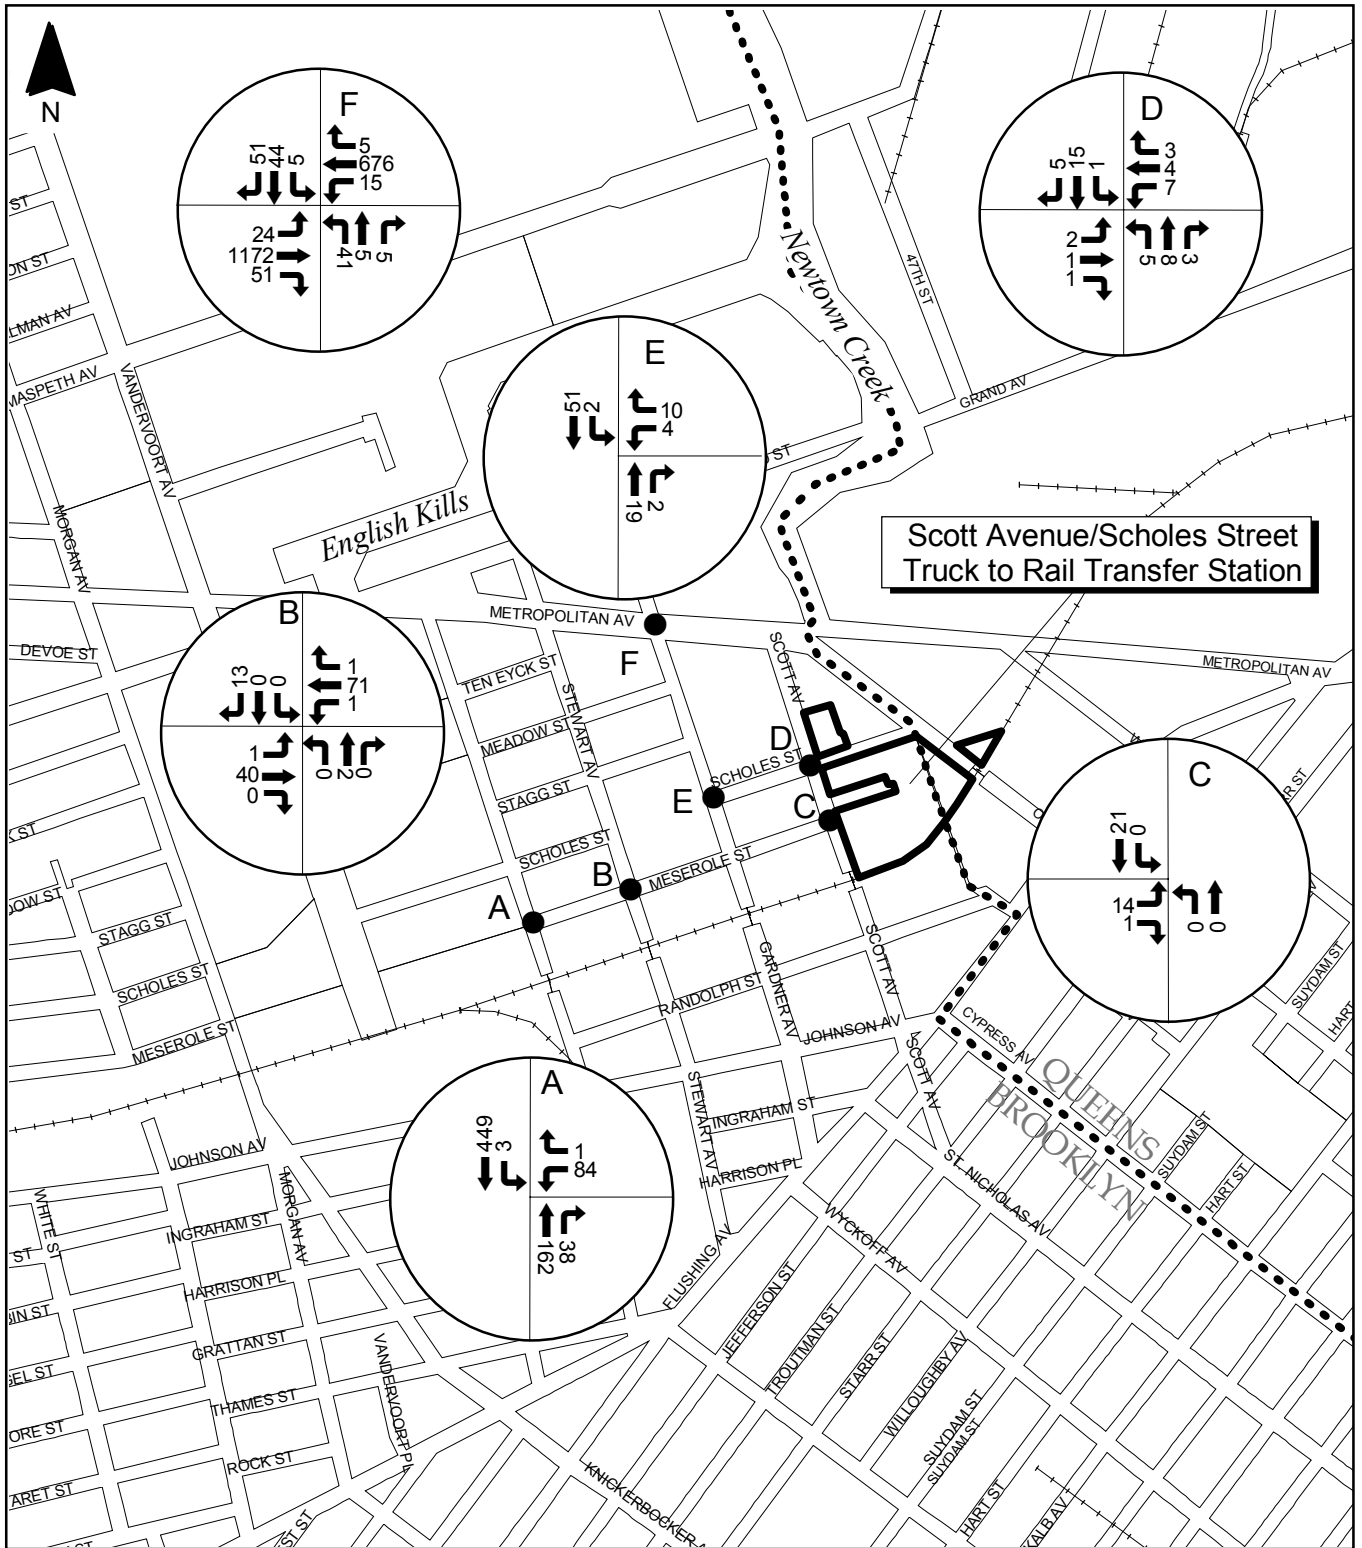 N
F
51
44
5
5
676
15
24
1172
51
41
5
5
D
5
15
1
3
4
7
2
1
1
5
8
3
E
51
2
10
4
19
2
Newtown Creek
47TH ST
GRAND AV
ST
MASPETH AV
VANDERVOORT AV
MORGAN AV
English Kills
Scott Avenue/Scholes Street
Truck to Rail Transfer Station
METROPOLITAN AV
F
METROPOLITAN AV
DEVOE ST
B
13
0
0
1
71
1
1
40
0
0
2
0
TEN EYCK ST
STEWART AV
MEADOW ST
STAGG ST
SCHOLES ST
SCOTT AV
D
SCHOLES ST
E
C
B
MESEROLE ST
A
C
21
0
14
1
0
0
STAGG ST
SCHOLES ST
MESEROLE ST
GARDNER AV
SCOTT AV
RANDOLPH ST
JOHNSON AV
SCOTT AV
CYPRESS AV
QUEENS
BROOKLYN
SUYDAM ST
HART
A
449
3
1
84
162
38
STEWART AV
INGRAHAM ST
HARRISON PL
ST. NICHOLAS AV
SUYDAM ST
HART ST
WYCKOFF AV
FLUSHING AV
JOHNSON AV
MORGAN AV
WHITE ST
INGRAHAM ST
HARRISON PL
GRATTAN ST
THAMES ST
ROCK ST
VANDERVOORT PL
JEFFERSON ST
TROUTMAN ST
STARR ST
WILLOUGHBY AV
SUYDAM ST
SUYDAM ST
HART ST
KNICKERBOCKER